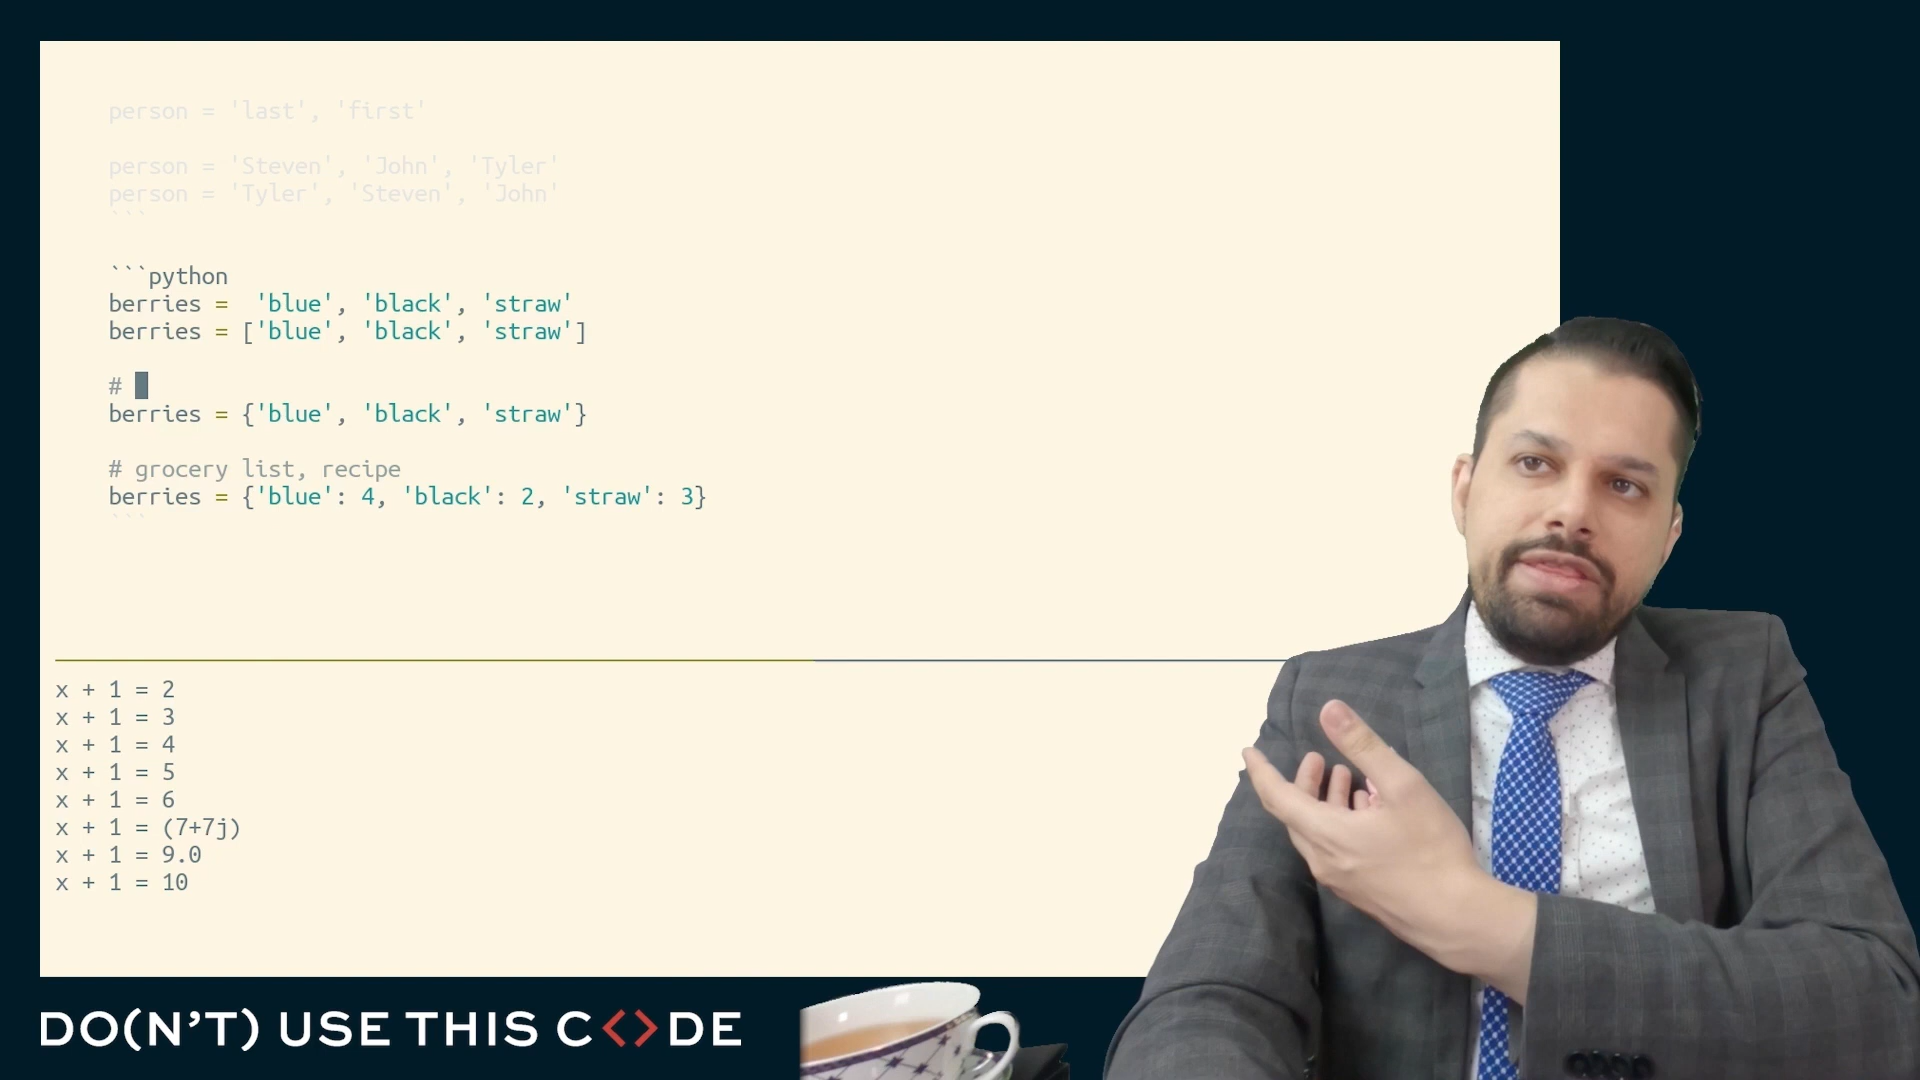 person = 'last', 'first'
person = 'Steven', 'John', 'Tyler'
person = 'Tyler', 'Steven', 'John'
```
```python
berries =  'blue', 'black', 'straw'
berries = ['blue', 'black', 'straw']
#
berries = {'blue', 'black', 'straw'}
# grocery list, recipe
berries = {'blue': 4, 'black': 2, 'straw': 3}
```
x + 1 = 2
x + 1 = 3
x + 1 = 4
x + 1 = 5
x + 1 = 6
x + 1 = (7+7j)
x + 1 = 9.0
x + 1 = 10
DO(N'T) USE THIS C<>DE